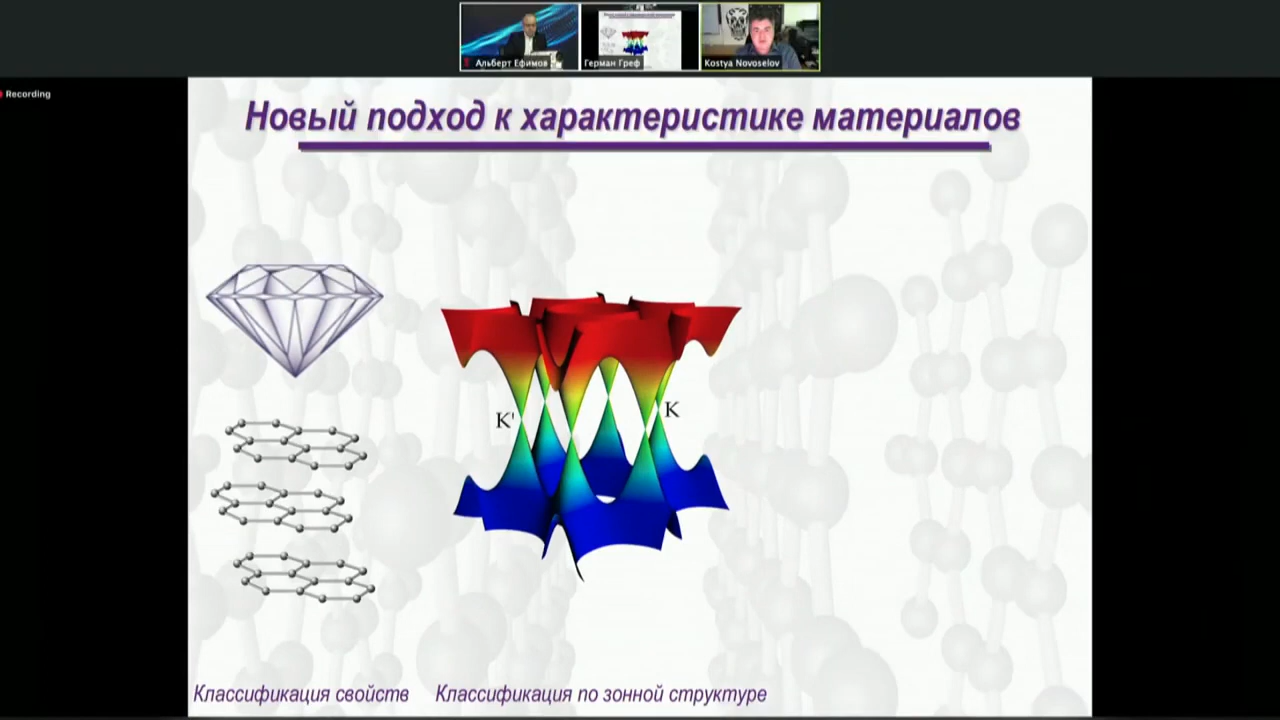 Альберт Ефимов
Герман Греф
Kostya Novoselov
Recording
Новый подход к характеристике материалов
K'
K
Классификация свойств
Классификация по зонной структуре